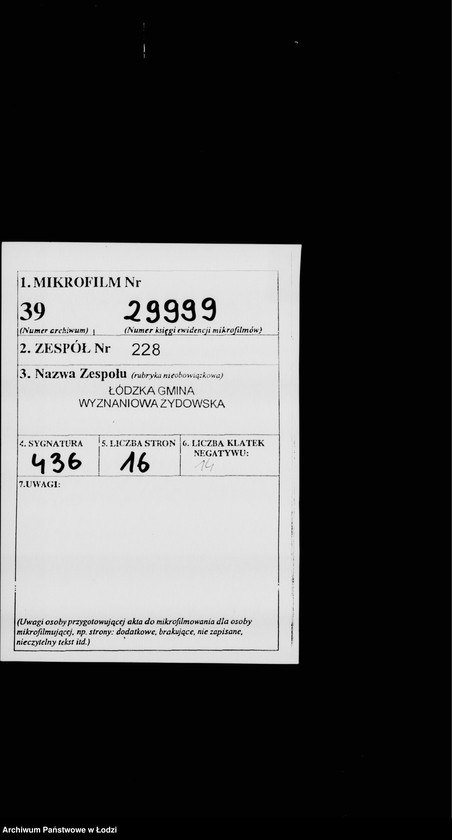 1. MIKROFILM Nr
39 29999
(Numer archiwum) (Numer księgi ewidencji mikrofilmów)
2. ZESPÓŁ Nr 228
3. Nazwa Zespołu (rubryka nieobowiązkowa)
ŁÓDZKA GMINA
WYZNANIOWA ŻYDOWSKA
4. SYGNATURA 5. LICZBA STRON 6. LICZBA KLATEK
NEGATYWU:
436 16 14
7.UWAGI:
(Uwagi osoby przygotowującej akta do mikrofilmowania dla osoby
mikrofilmującej, np. strony: dodatkowe, brakujące, nie zapisane,
nieczytelny tekst itd.)
Archiwum Państwowe w Łodzi